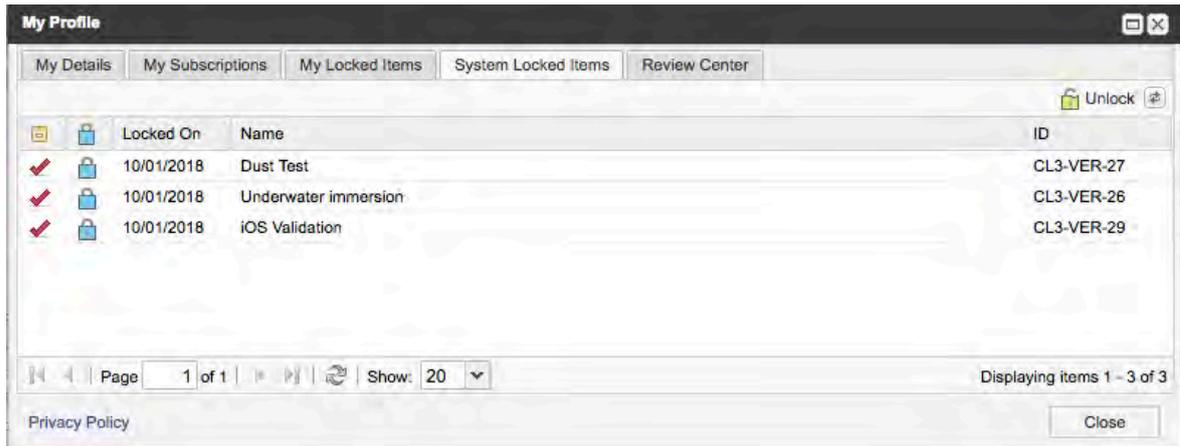 My Profile
My Details My Subscriptions My Locked Items System Locked Items Review Center
Unlock
Locked On Name ID
10/01/2018 Dust Test CL3-VER-27
10/01/2018 Underwater immersion CL3-VER-26
10/01/2018 iOS Validation CL3-VER-29
Page 1 of 1 Show: 20 Displaying items 1 - 3 of 3
Privacy Policy Close